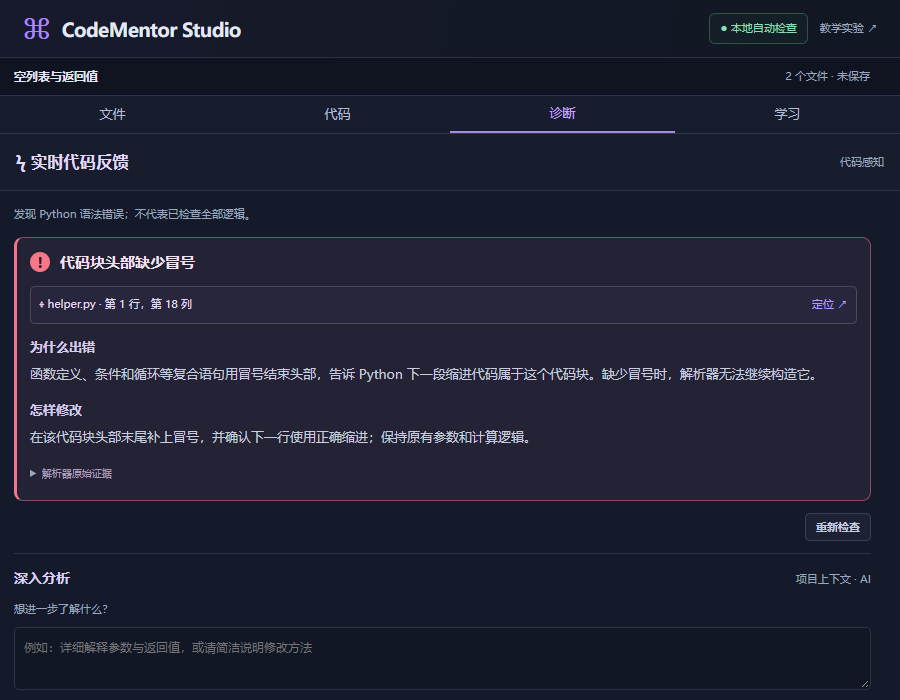 ⌘ CodeMentor Studio
● 本地自动检查
教学实验 ↗
空列表与返回值
2 个文件 · 未保存
文件
代码
诊断
学习
ϟ 实时代码反馈
代码感知
发现 Python 语法错误；不代表已检查全部逻辑。
! 代码块头部缺少冒号
⌖ helper.py · 第 1 行，第 18 列
定位 ↗
为什么出错
函数定义、条件和循环等复合语句用冒号结束头部，告诉 Python 下一段缩进代码属于这个代码块。缺少冒号时，解析器无法继续构造它。
怎样修改
在该代码块头部末尾补上冒号，并确认下一行使用正确缩进；保持原有参数和计算逻辑。
▶ 解析器原始证据
重新检查
深入分析
项目上下文 · AI
想进一步了解什么？
例如：详细解释参数与返回值，或请简洁说明修改方法